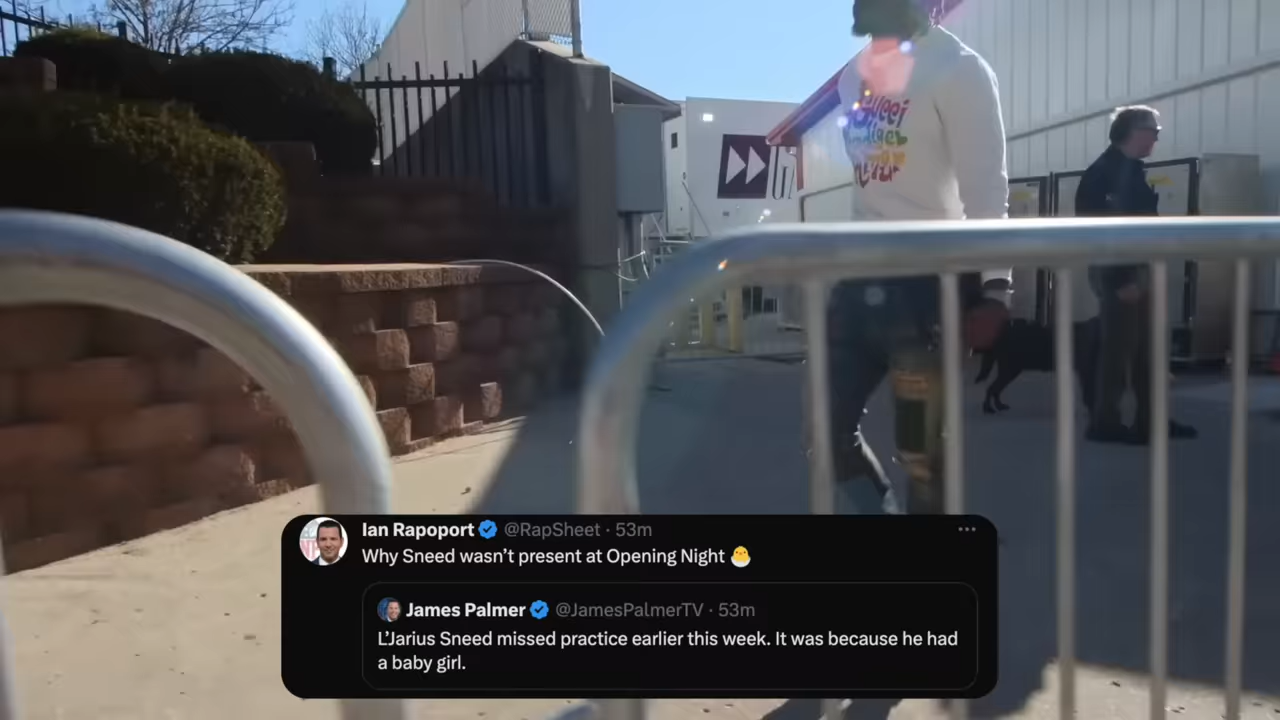 Ian Rapoport @RapSheet · 53m
Why Sneed wasn’t present at Opening Night 🐣
James Palmer @JamesPalmerTV · 53m
L’Jarius Sneed missed practice earlier this week. It was because he had
a baby girl.